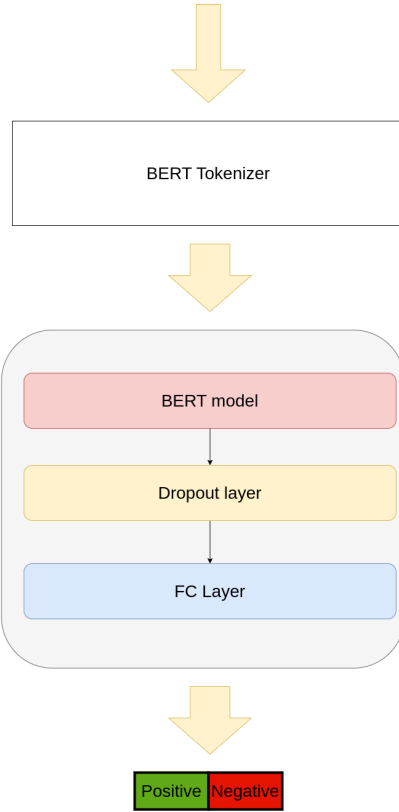 BERT Tokenizer
BERT model
Dropout layer
FC Layer
Positive Negative